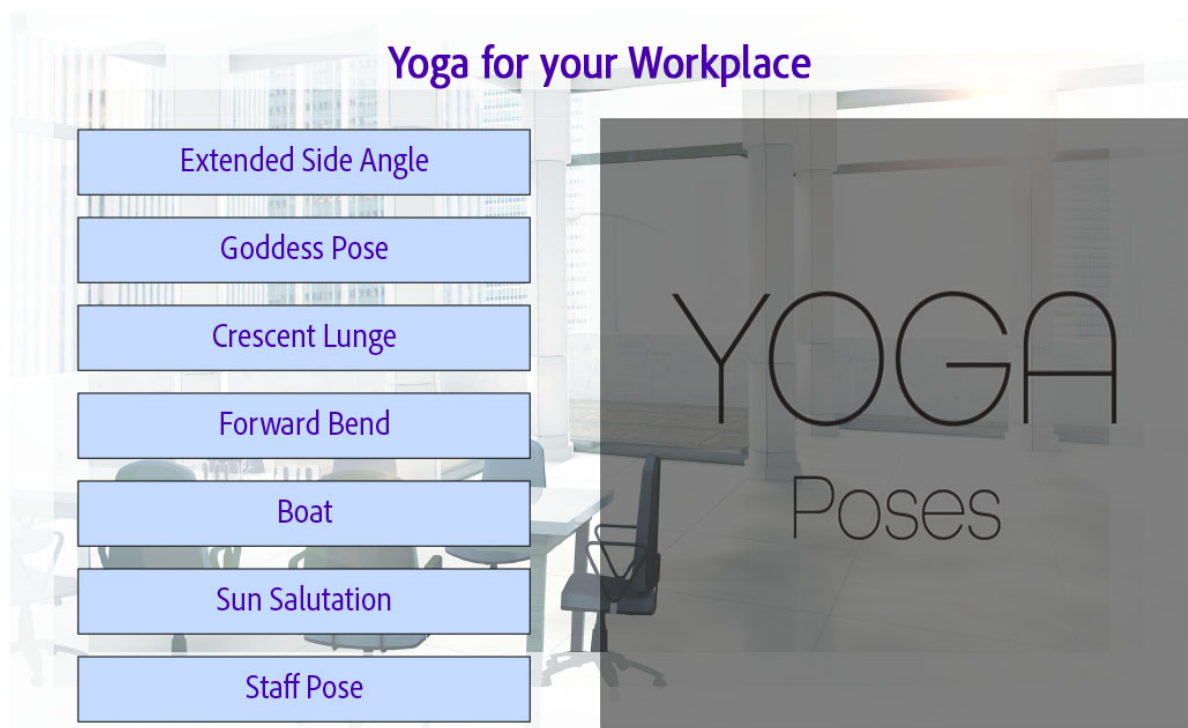 Yoga for your Workplace
Extended Side Angle
Goddess Pose
Crescent Lunge
Forward Bend
Boat
Sun Salutation
Staff Pose
YOGA
Poses